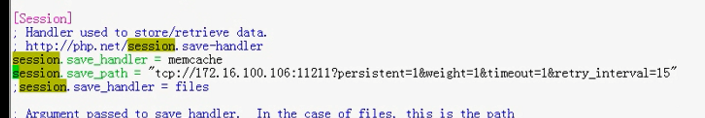 [Session]
; Handler used to store/retrieve data.
; http://php.net/session.save-handler
session.save_handler = memcache
session.save_path = "tcp://172.16.100.106:11211?persistent=1&weight=1&timeout=1&retry_interval=15"
;session.save_handler = files
; Argument passed to save handler.  In the case of files, this is the path